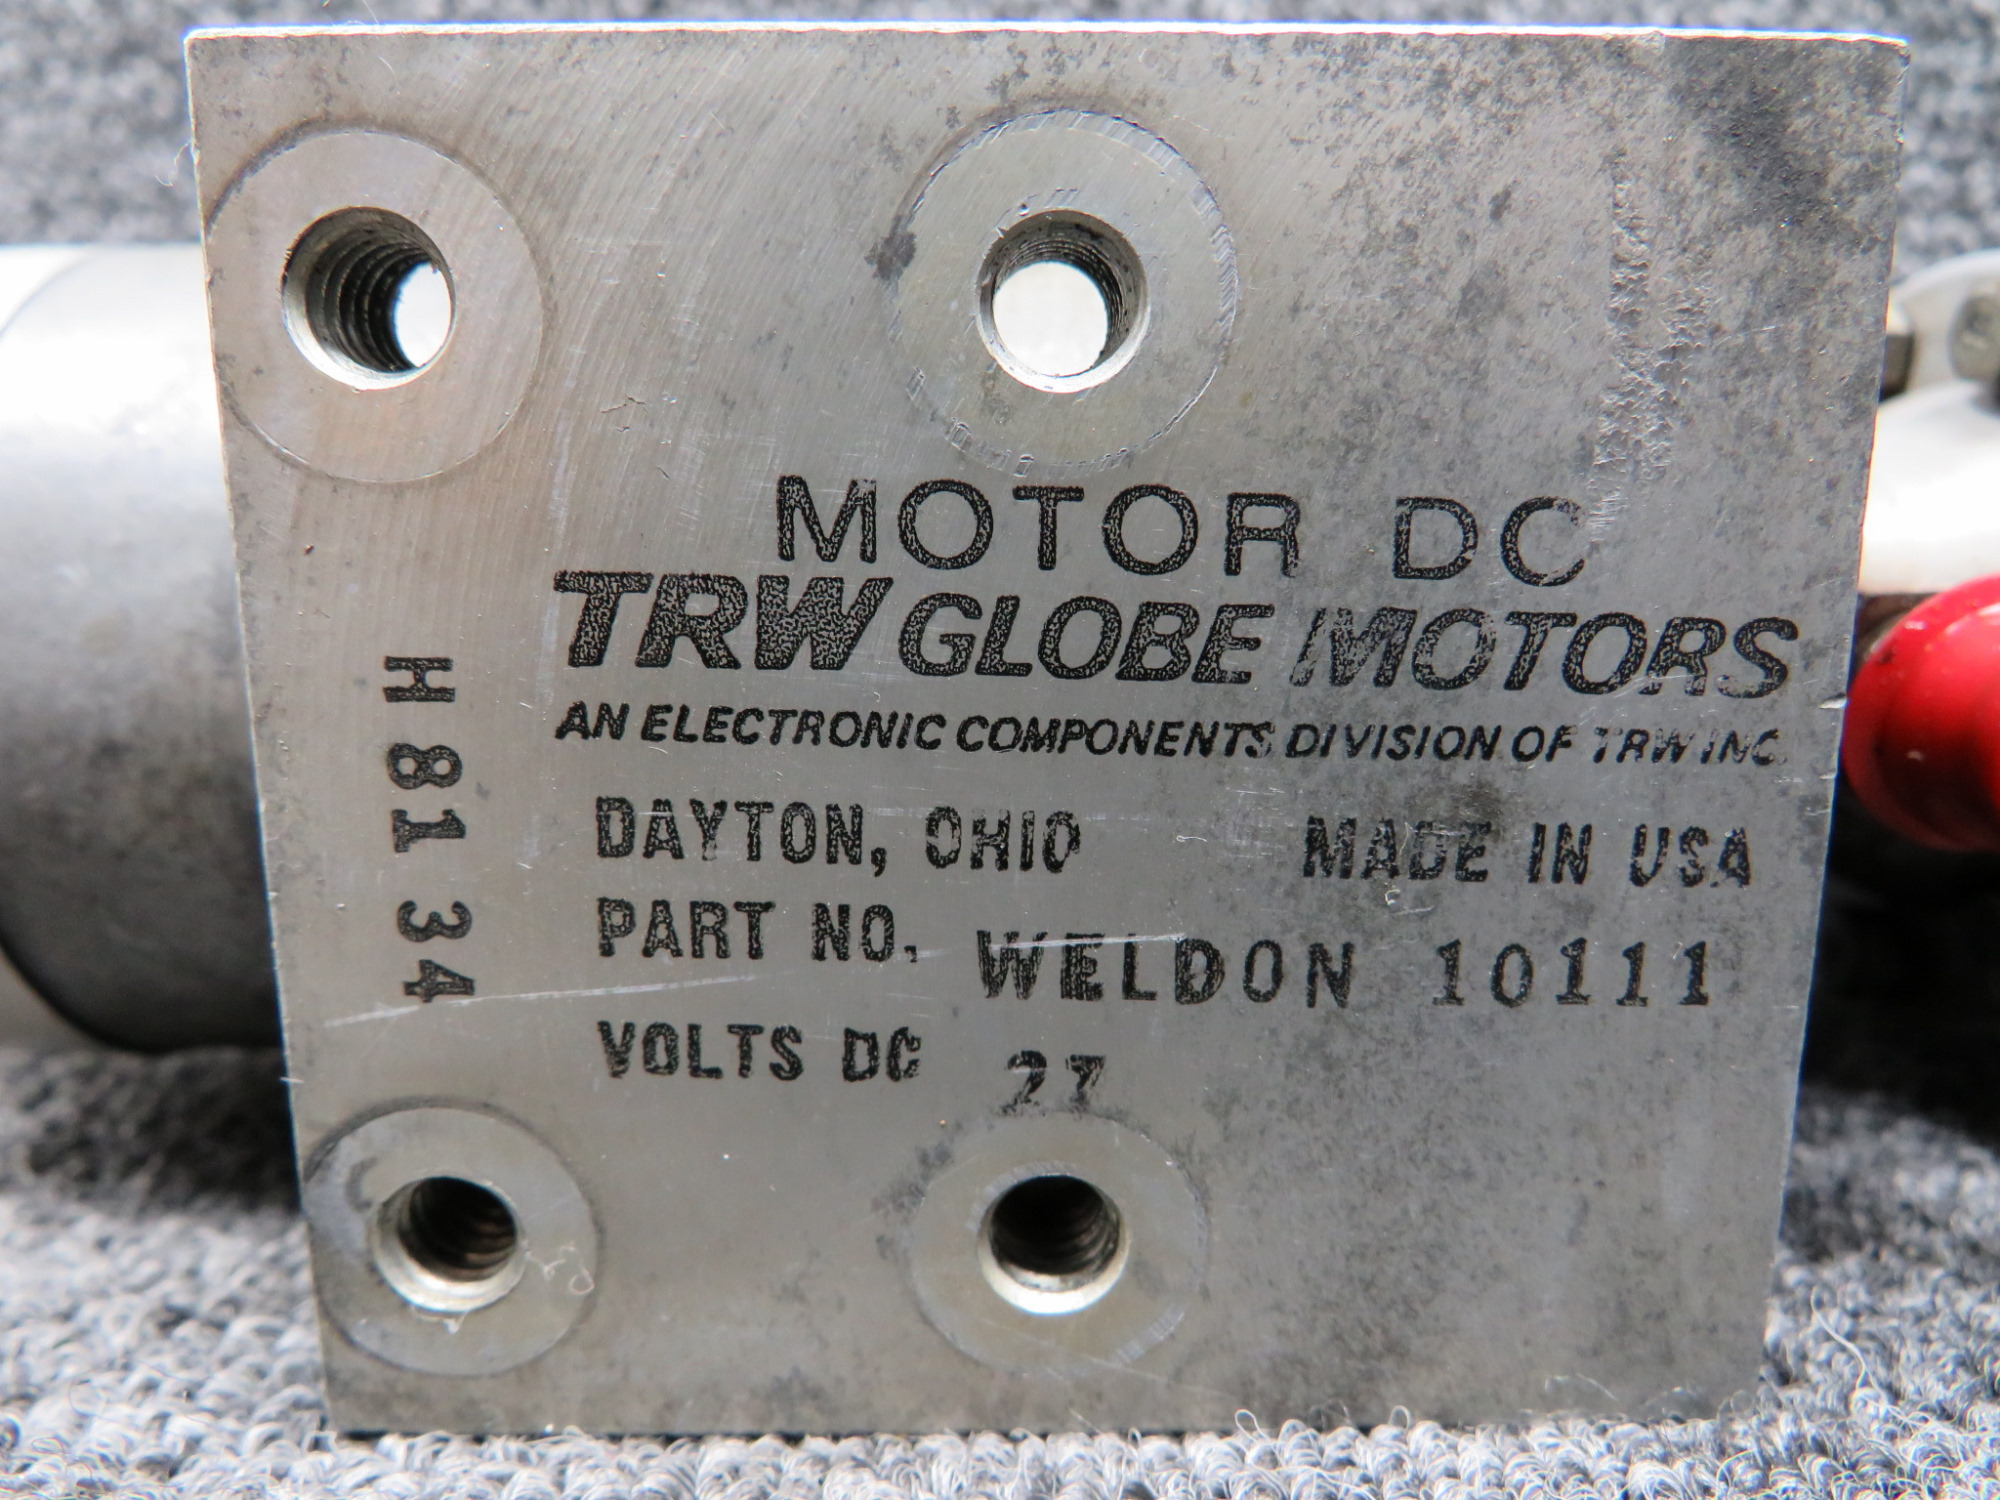 MOTOR DC
TRW GLOBE MOTORS
AN ELECTRONIC COMPONENTS DIVISION OF TRW INC.
DAYTON, OHIO MADE IN USA
PART NO. WELDON 10111
VOLTS DC 27
H 81 34